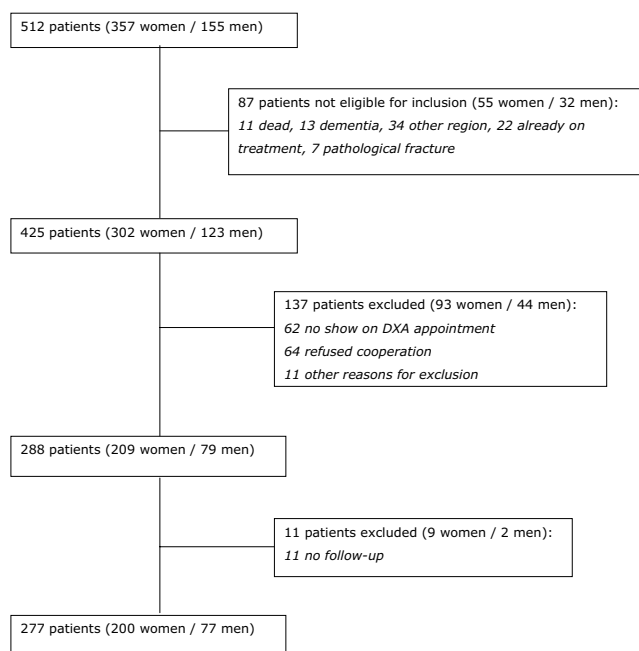 512 patients (357 women / 155 men)
87 patients not eligible for inclusion (55 women / 32 men):
11 dead, 13 dementia, 34 other region, 22 already on
treatment, 7 pathological fracture
425 patients (302 women / 123 men)
137 patients excluded (93 women / 44 men):
62 no show on DXA appointment
64 refused cooperation
11 other reasons for exclusion
288 patients (209 women / 79 men)
11 patients excluded (9 women / 2 men):
11 no follow-up
277 patients (200 women / 77 men)